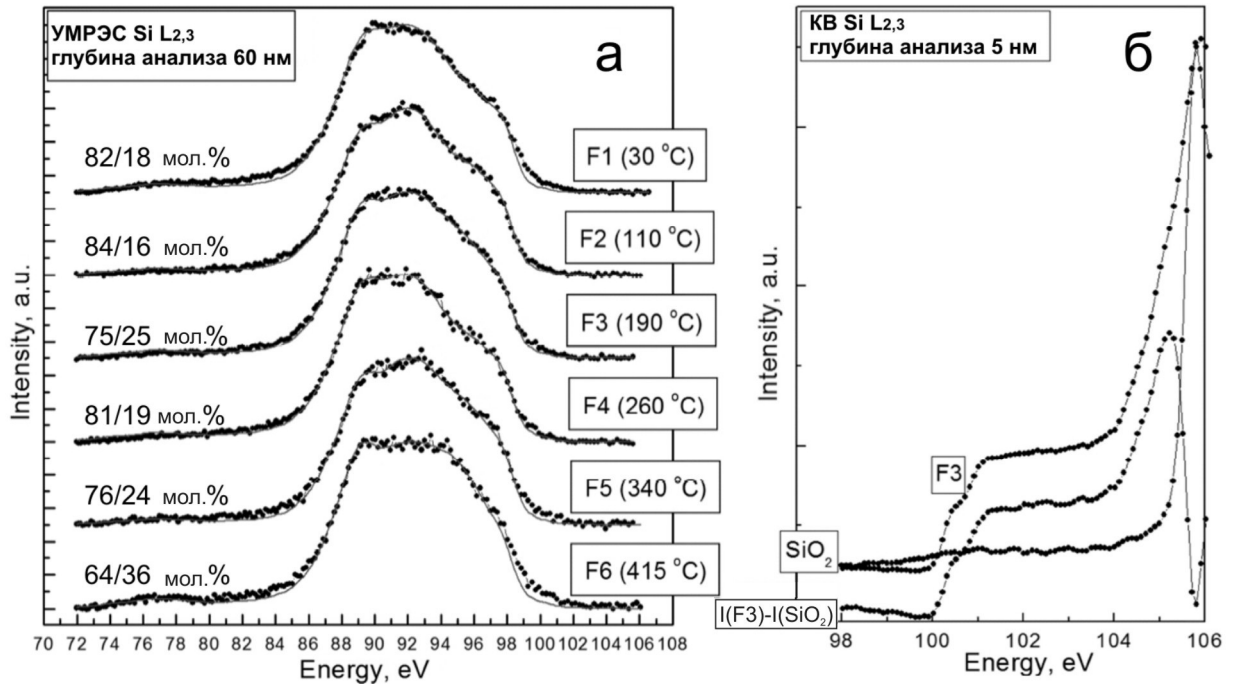 УМРЭС Si L2,3
глубина анализа 60 нм
а
82/18 мол.%
F1 (30 °C)
84/16 мол.%
F2 (110 °C)
75/25 мол.%
F3 (190 °C)
81/19 мол.%
F4 (260 °C)
76/24 мол.%
F5 (340 °C)
64/36 мол.%
F6 (415 °C)
Intensity, a.u.
70 72 74 76 78 80 82 84 86 88 90 92 94 96 98 100 102 104 106 108
Energy, eV
КВ Si L2,3
глубина анализа 5 нм
б
F3
SiO2
I(F3)-I(SiO2)
Intensity, a.u.
98 100 102 104 106
Energy, eV